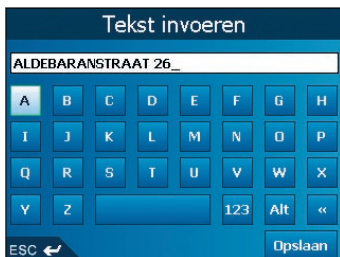 Tekst invoeren
ALDEBARANSTRAAT 26_
A B C D E F G H
I J K L M N O P
Q R S T U V W X
Y Z 123 Alt «
ESC Opslaan